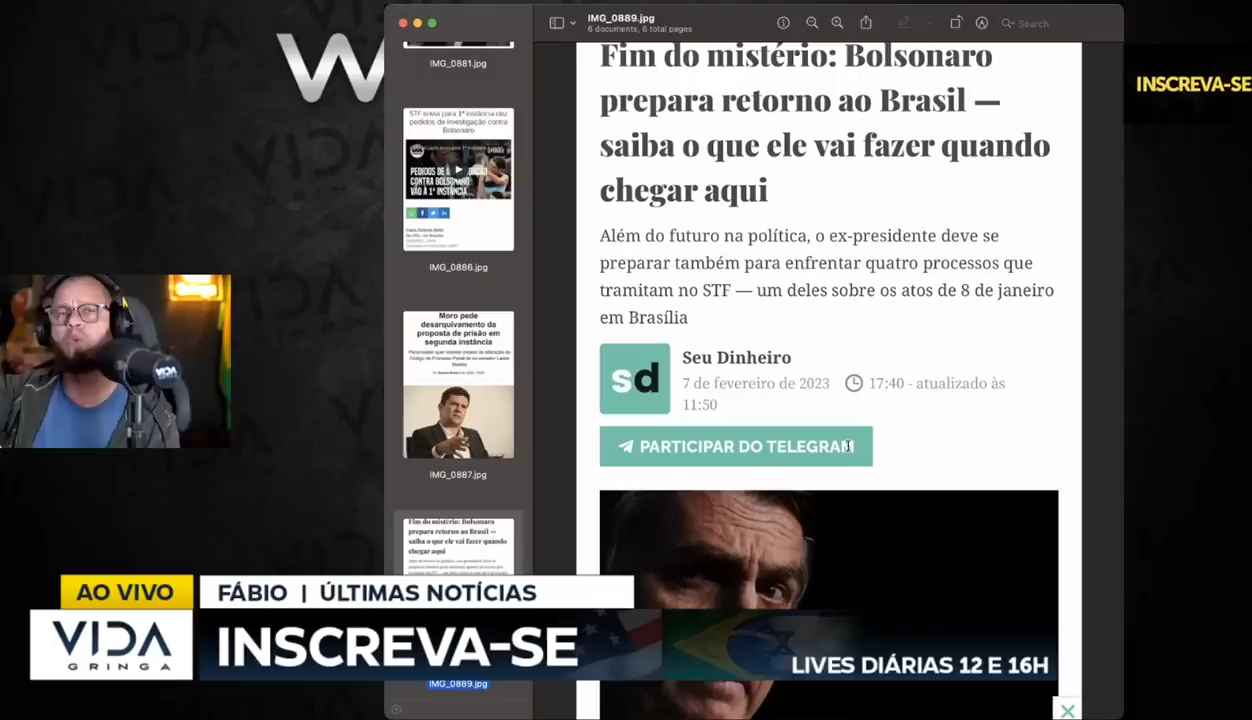 IMG_0889.jpg
6 documents, 6 total pages
Search
INSCREVA-SE
IMG_0881.jpg
STF envia para 1ª instância dez
pedidos de investigação contra
Bolsonaro
CONTRA BOLSONARO
VÃO À 1ª INSTÂNCIA
IMG_0886.jpg
Moro pede
desarquivamento da
proposta de prisão em
segunda instância
IMG_0887.jpg
Fim do mistério: Bolsonaro
prepara retorno ao Brasil —
saiba o que ele vai fazer quando
chegar aqui
IMG_0889.jpg
Fim do mistério: Bolsonaro
prepara retorno ao Brasil —
saiba o que ele vai fazer quando
chegar aqui
Além do futuro na política, o ex-presidente deve se
preparar também para enfrentar quatro processos que
tramitam no STF — um deles sobre os atos de 8 de janeiro
em Brasília
sd
Seu Dinheiro
7 de fevereiro de 2023 17:40 - atualizado às
11:50
PARTICIPAR DO TELEGRAM
W
VIDA
AO VIVO
FÁBIO | ÚLTIMAS NOTÍCIAS
VIDA
GRINGA
INSCREVA-SE
LIVES DIÁRIAS 12 E 16H